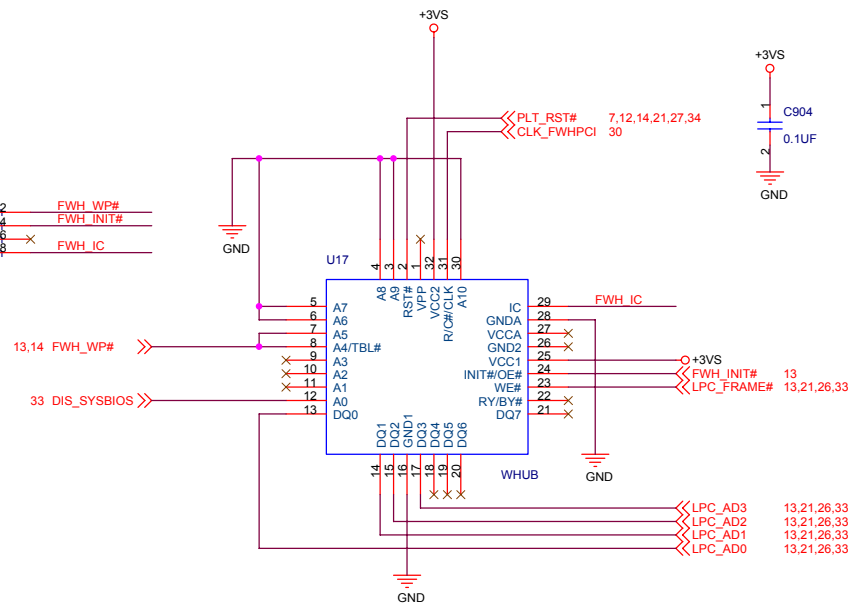 +3VS
+3VS
1
C904
0.1UF
2
GND
PLT_RST# 7,12,14,21,27,34
CLK_FWHPCI 30
2 FWH_WP#
4 FWH_INIT#
6
8 FWH_IC
GND
U17
4 3 2 1 32 31 30
A8 A9 RST# VPP VCC2 R/C#/CLK A10
5 A7
6 A6
7 A5
13,14 FWH_WP# 8 A4/TBL#
9 A3
10 A2
11 A1
33 DIS_SYSBIOS 12 A0
13 DQ0
IC 29 FWH_IC
GNDA 28
VCCA 27
GND2 26
VCC1 25 +3VS
INIT#/OE# 24 FWH_INIT# 13
WE# 23 LPC_FRAME# 13,21,26,33
RY/BY# 22
DQ7 21
DQ1 DQ2 GND1 DQ3 DQ4 DQ5 DQ6
14 15 16 17 18 19 20
WHUB
GND
LPC_AD3 13,21,26,33
LPC_AD2 13,21,26,33
LPC_AD1 13,21,26,33
LPC_AD0 13,21,26,33
GND